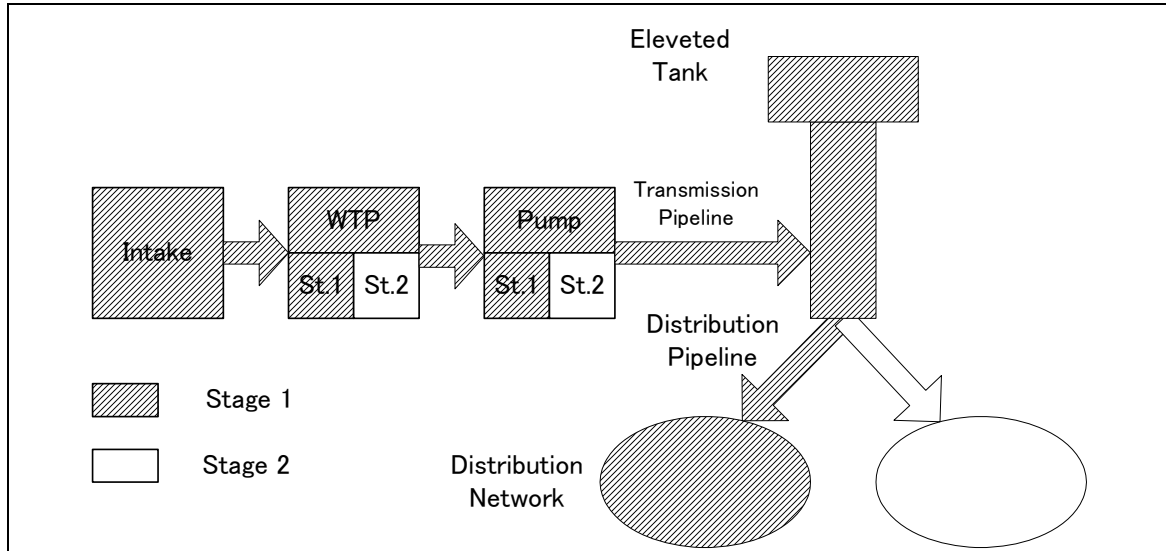 Eleveted
Tank
Intake
WTP
St.1
St.2
Pump
St.1
St.2
Transmission
Pipeline
Distribution
Pipeline
Stage 1
Stage 2
Distribution
Network